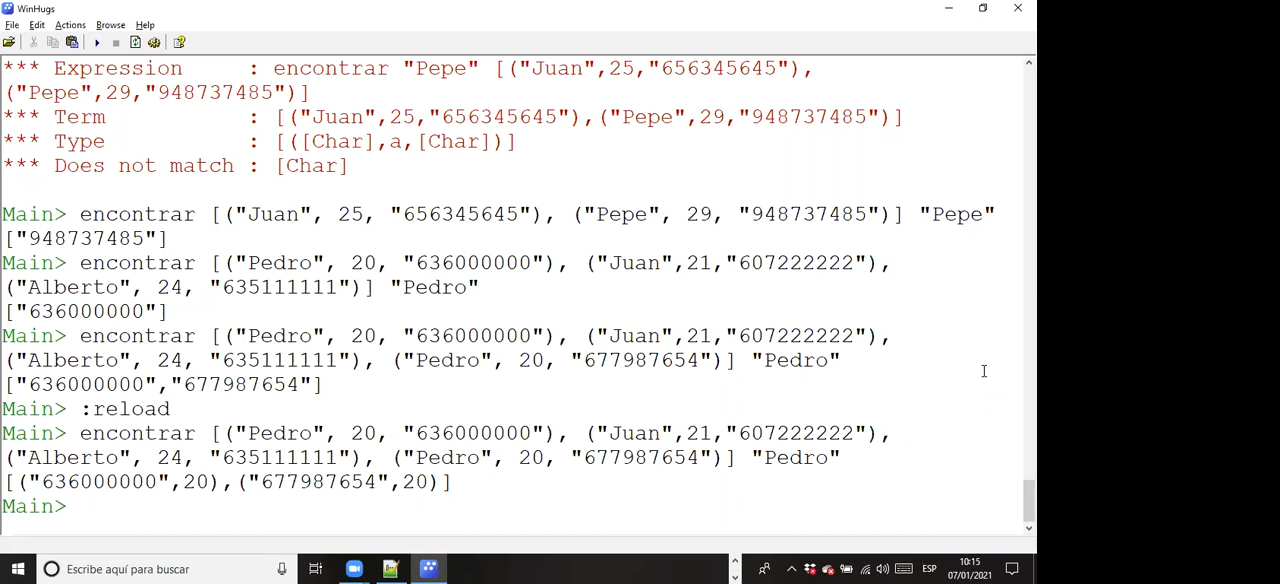 WinHugs
File Edit Actions Browse Help
*** Expression : encontrar "Pepe" [("Juan",25,"656345645"),
("Pepe",29,"948737485")]
*** Term : [("Juan",25,"656345645"),("Pepe",29,"948737485")]
*** Type : [([Char],a,[Char])]
*** Does not match : [Char]
Main> encontrar [("Juan", 25, "656345645"), ("Pepe", 29, "948737485")] "Pepe"
["948737485"]
Main> encontrar [("Pedro", 20, "636000000"), ("Juan",21,"607222222"),
("Alberto", 24, "635111111")] "Pedro"
["636000000"]
Main> encontrar [("Pedro", 20, "636000000"), ("Juan",21,"607222222"),
("Alberto", 24, "635111111"), ("Pedro", 20, "677987654")] "Pedro"
["636000000","677987654"]
Main> :reload
Main> encontrar [("Pedro", 20, "636000000"), ("Juan",21,"607222222"),
("Alberto", 24, "635111111"), ("Pedro", 20, "677987654")] "Pedro"
[("636000000",20),("677987654",20)]
Main>
Escribe aquí para buscar
ESP
10:15
07/01/2021